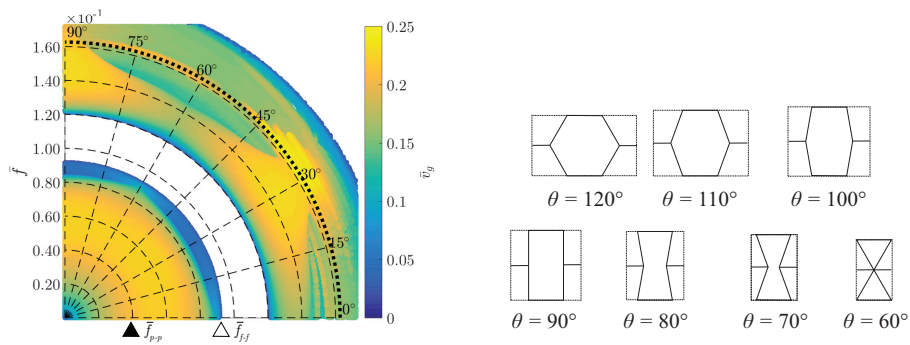 ×10⁻¹
90°
75°
60°
45°
30°
15°
0°
1.60
1.40
1.20
1.00
0.80
0.60
0.40
0.20
f̄
f̄p-p
f̄f-f
0.25
0.2
0.15
0.1
0.05
0
v̄g
θ = 120°
θ = 110°
θ = 100°
θ = 90°
θ = 80°
θ = 70°
θ = 60°